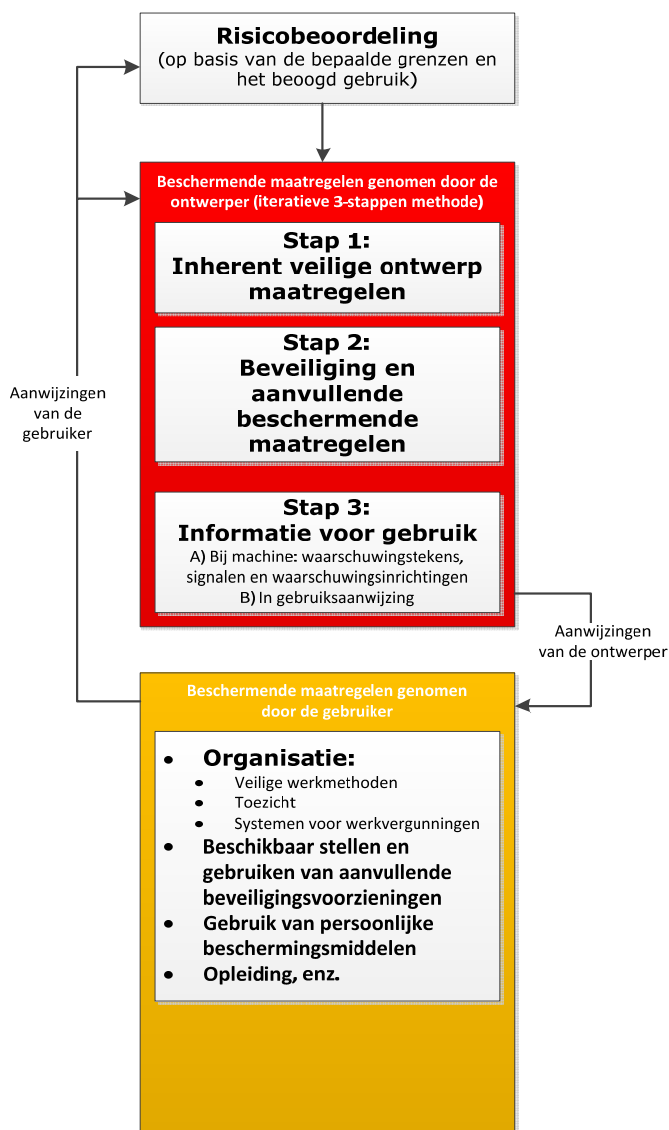 Risicobeoordeling
(op basis van de bepaalde grenzen en
het beoogd gebruik)
Beschermende maatregelen genomen door de
ontwerper (iteratieve 3-stappen methode)
Stap 1:
Inherent veilige ontwerp
maatregelen
Stap 2:
Beveiliging en
aanvullende
beschermende
maatregelen
Aanwijzingen
van de
gebruiker
Stap 3:
Informatie voor gebruik
A) Bij machine: waarschuwingstekens,
signalen en waarschuwingsinrichtingen
B) In gebruiksaanwijzing
Aanwijzingen
van de ontwerper
Beschermende maatregelen genomen
door de gebruiker
• Organisatie:
• Veilige werkmethoden
• Toezicht
• Systemen voor werkvergunningen
• Beschikbaar stellen en
gebruiken van aanvullende
beveiligingsvoorzieningen
• Gebruik van persoonlijke
beschermingsmiddelen
• Opleiding, enz.